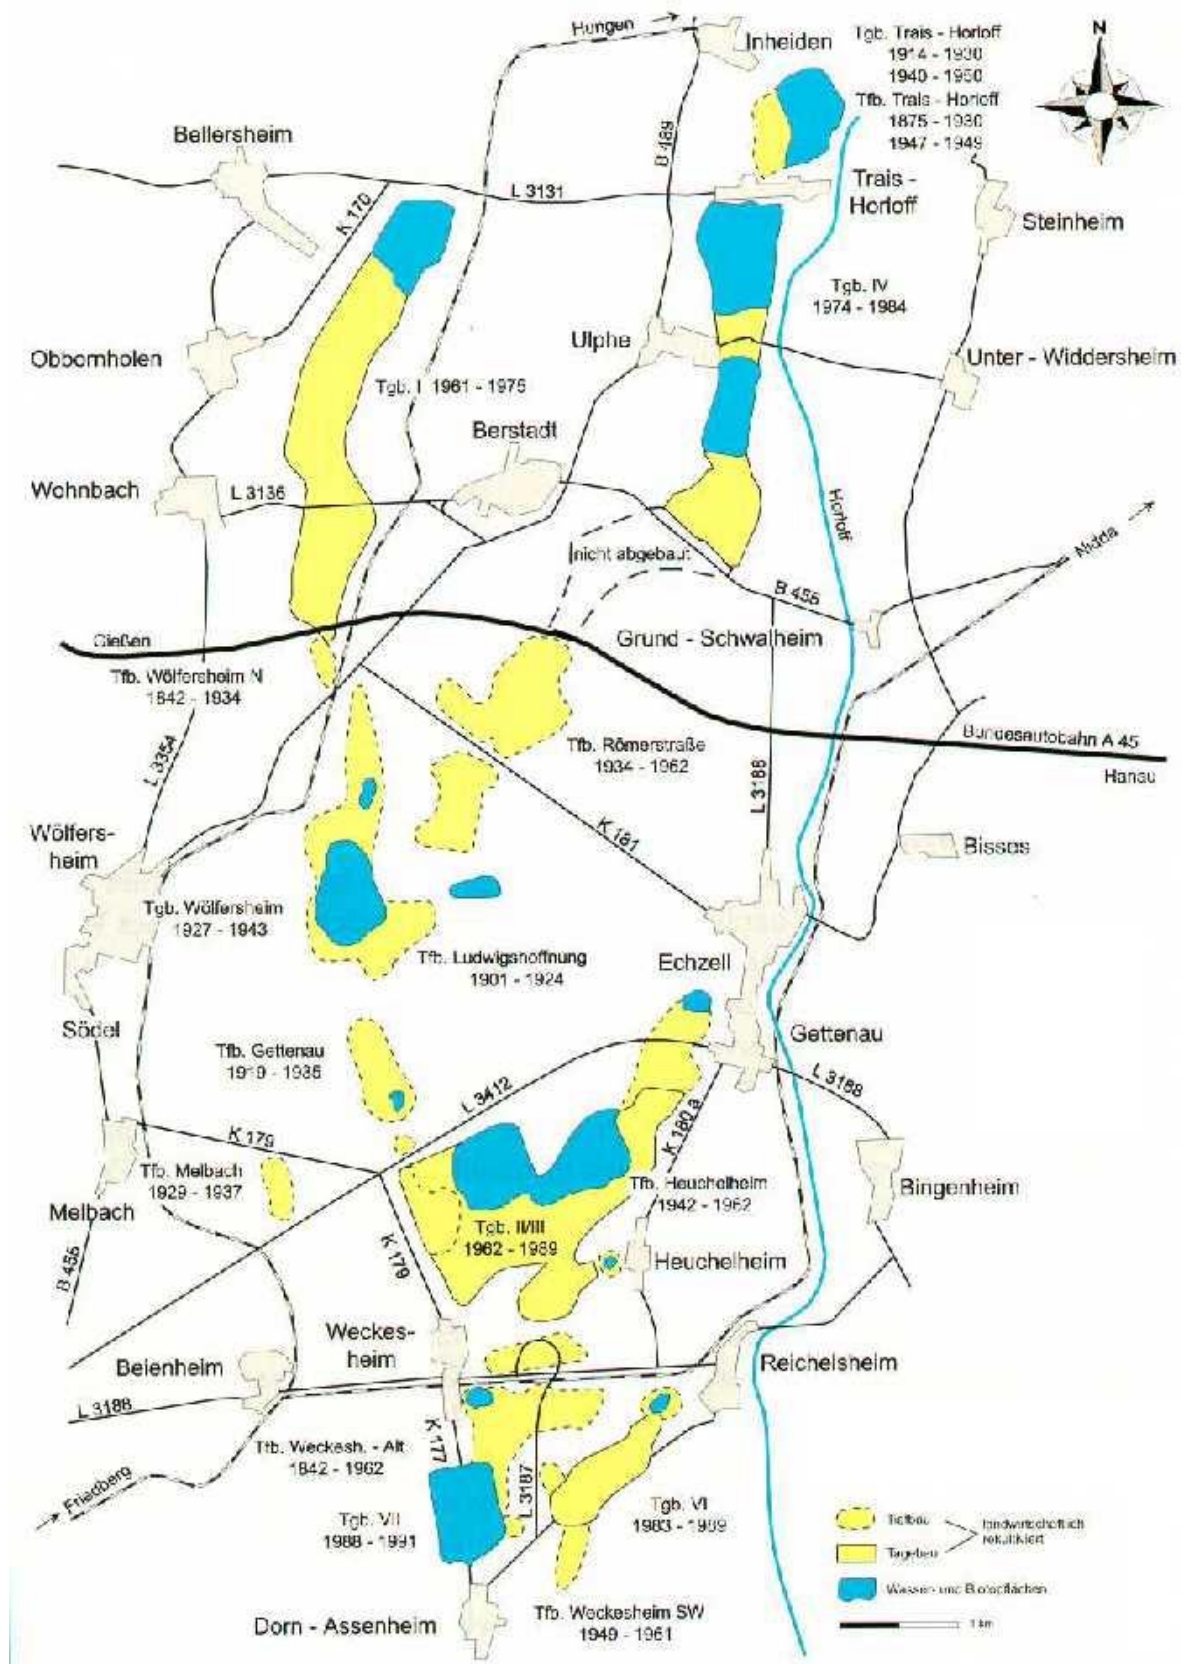 Hungen
Inheiden
Tgb. Trais - Horloff
1914 - 1930
1940 - 1950
Tfb. Trais - Horloff
1875 - 1930
1947 - 1949
N
Bellersheim
B 489
K 170
L 3131
Trais -
Horloff
Steinheim
Tgb. IV
1974 - 1984
Obbornhofen
Ulphe
Unter - Widdersheim
Tgb. I 1961 - 1975
Berstadt
Wohnbach
L 3136
Horloff
nicht abgebaut
Nidda
B 455
Gießen
Grund - Schwalheim
Tfb. Wölfersheim N
1842 - 1934
Bundesautobahn A 45
Hanau
Tfb. Römerstraße
1934 - 1962
L 3354
L 3188
K 181
Wölfers-
heim
Bisses
Tgb. Wölfersheim
1927 - 1943
Tfb. Ludwigshoffnung
1901 - 1924
Echzell
Södel
Gettenau
Tfb. Gettenau
1919 - 1935
L 3412
L 3188
K 180 a
K 179
Tfb. Melbach
1929 - 1937
Melbach
Tfb. Heuchelheim
1942 - 1962
Bingenheim
Tgb. II/III
1962 - 1989
K 179
B 455
Heuchelheim
Weckes-
heim
Beienheim
Reichelsheim
L 3188
K 177
Tfb. Weckesh. - Alt
1842 - 1962
Friedberg
L 3187
Tgb. VII
1988 - 1991
Tgb. VI
1983 - 1989
Tiefbau
landwirtschaftlich
rekultiviert
Tagebau
Wasser- und Biotopflächen
1 km
Dorn - Assenheim
Tfb. Weckesheim SW
1949 - 1961